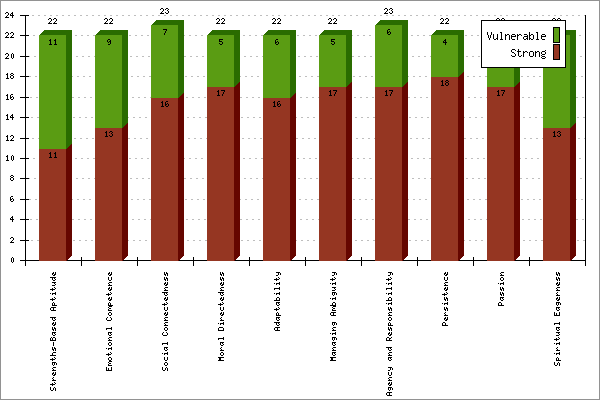 24
22
20
18
16
14
12
10
8
6
4
2
0
22 22 23 22 22 22 23 22
11 9 7 5 6 5 6 4
11 13 16 17 16 17 17 18 17 13
Vulnerable
Strong
Strengths-Based Aptitude
Emotional Competence
Social Connectedness
Moral Directedness
Adaptability
Managing Ambiguity
Agency and Responsibility
Persistence
Passion
Spiritual Eagerness